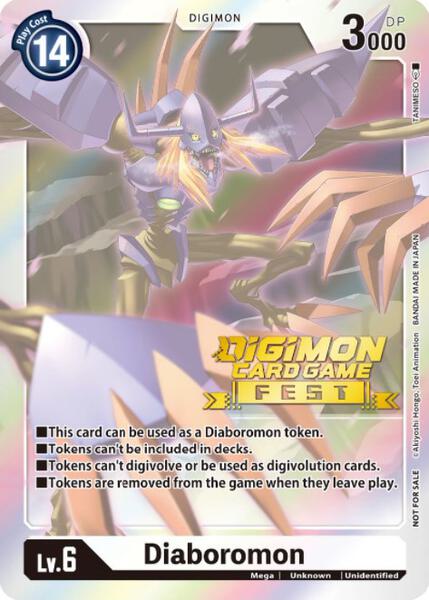 Play Cost
14
DIGIMON
3000
DP
TANIMESO
©Akiyoshi Hongo, Toei Animation BANDAI MADE IN JAPAN
NOT FOR SALE
DIGIMON
CARD GAME
FEST
■This card can be used as a Diaboromon token.
■Tokens can't be included in decks.
■Tokens can't digivolve or be used as digivolution cards.
■Tokens are removed from the game when they leave play.
Lv.6
Diaboromon
Mega | Unknown | Unidentified